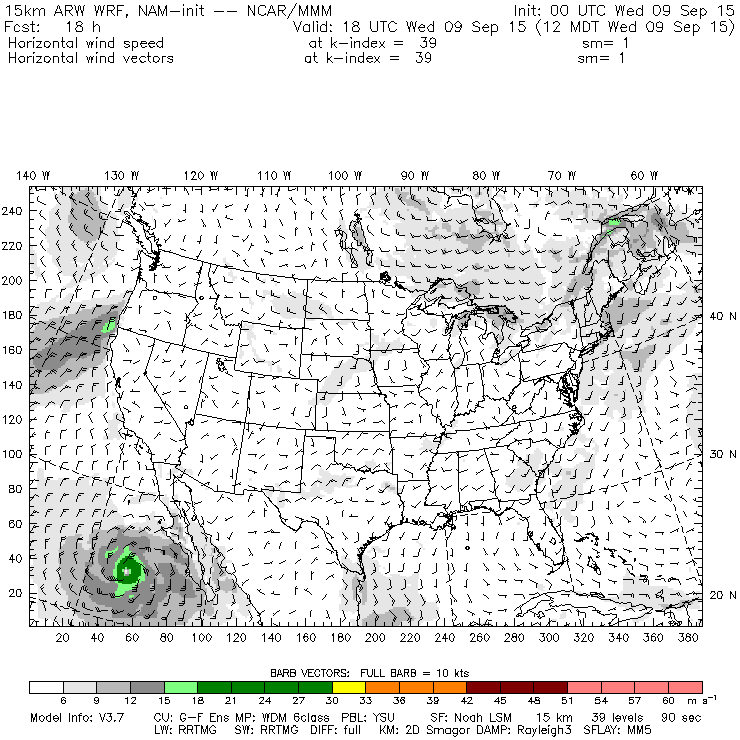 15km ARW WRF, NAM-init -- NCAR/MMM Init: 00 UTC Wed 09 Sep 15
Fcst: 18 h Valid: 18 UTC Wed 09 Sep 15 (12 MDT Wed 09 Sep 15)
Horizontal wind speed at k-index = 39 sm= 1
Horizontal wind vectors at k-index = 39 sm= 1
140 W 130 W 120 W 110 W 100 W 90 W 80 W 70 W 60 W
240
220
200
180 40 N
160
140
120
100 30 N
80
60
40
20 20 N
20 40 60 80 100 120 140 160 180 200 220 240 260 280 300 320 340 360 380
BARB VECTORS: FULL BARB = 10 kts
6 9 12 15 18 21 24 27 30 33 36 39 42 45 48 51 54 57 60 m s-1
Model Info: V3.7 CU: G-F Ens MP: WDM 6class PBL: YSU SF: Noah LSM 15 km 39 levels 90 sec
LW: RRTMG SW: RRTMG DIFF: full KM: 2D Smagor DAMP: Rayleigh3 SFLAY: MM5